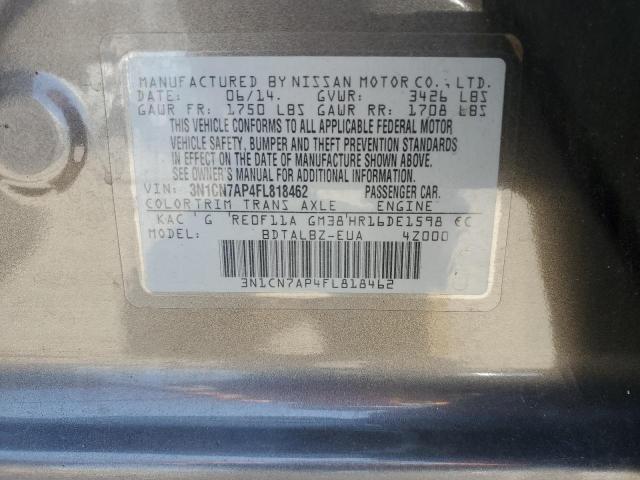 MANUFACTURED BY NISSAN MOTOR CO., LTD.
DATE: 06/14. GVWR: 3426 LBS
GAWR FR: 1750 LBS GAWR RR: 1708 LBS
THIS VEHICLE CONFORMS TO ALL APPLICABLE FEDERAL MOTOR
VEHICLE SAFETY, BUMPER AND THEFT PREVENTION STANDARDS
IN EFFECT ON THE DATE OF MANUFACTURE SHOWN ABOVE.
SEE OWNER'S MANUAL FOR ADDITIONAL INFORMATION.
VIN: 3N1CN7AP4FL818462 PASSENGER CAR.
COLOR TRIM TRANS AXLE ENGINE
KAC 'G 'RE0F11A GM38'HR16DE1598 CC
MODEL: BDTALBZ-EUA 4Z000
3N1CN7AP4FL818462